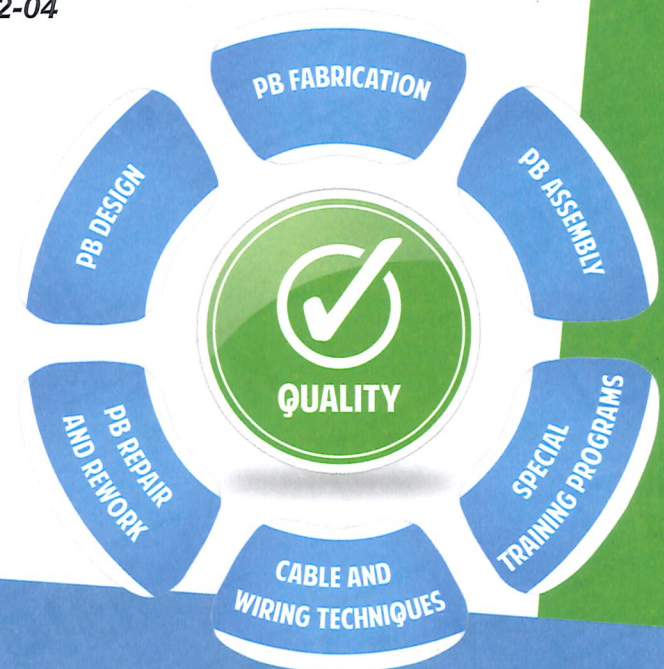 2-04
PB FABRICATION
PB DESIGN
PB ASSEMBLY
QUALITY
PB REPAIR
AND REWORK
SPECIAL
TRAINING PROGRAMS
CABLE AND
WIRING TECHNIQUES